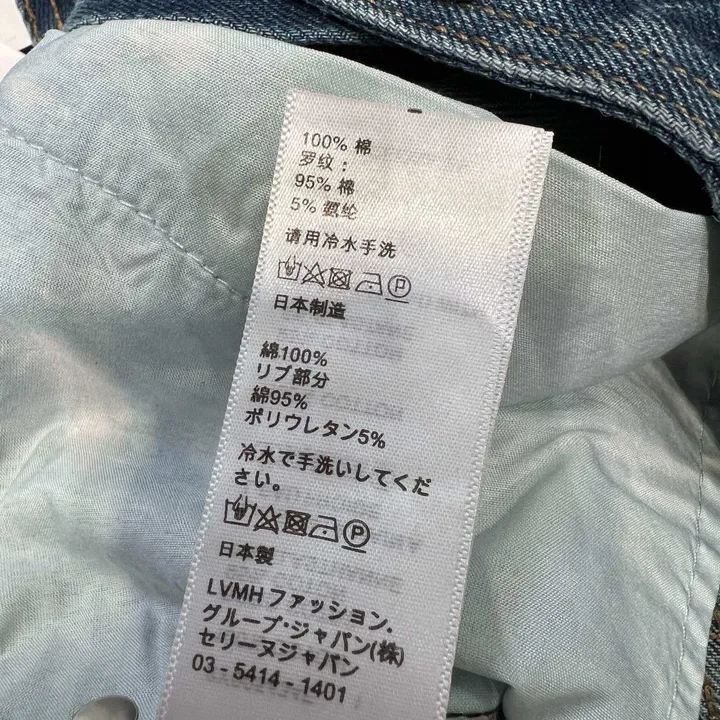 100% 棉
罗纹：
95% 棉
5% 氨纶
请用冷水手洗
P
日本制造
綿100%
リブ部分
綿95%
ポリウレタン5%
冷水で手洗いしてくだ
さい。
P
日本製
LVMH ファッション.
グループ・ジャパン(株)
セリーヌジャパン
03 - 5414 - 1401